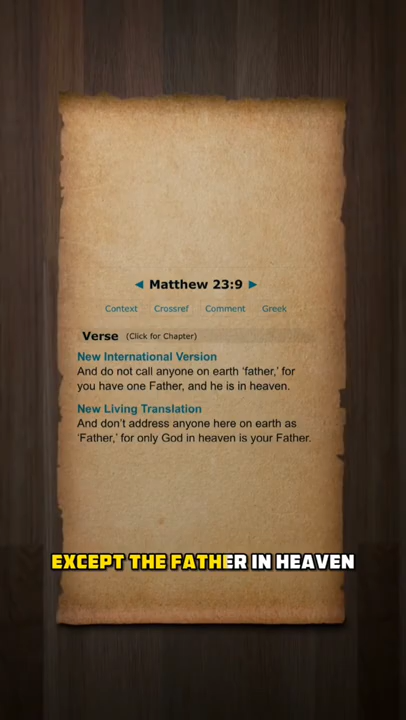 ◄ Matthew 23:9 ►
Context Crossref Comment Greek
Verse (Click for Chapter)
New International Version
And do not call anyone on earth ‘father,’ for
you have one Father, and he is in heaven.
New Living Translation
And don’t address anyone here on earth as
‘Father,’ for only God in heaven is your Father.
EXCEPT THE FATHER IN HEAVEN